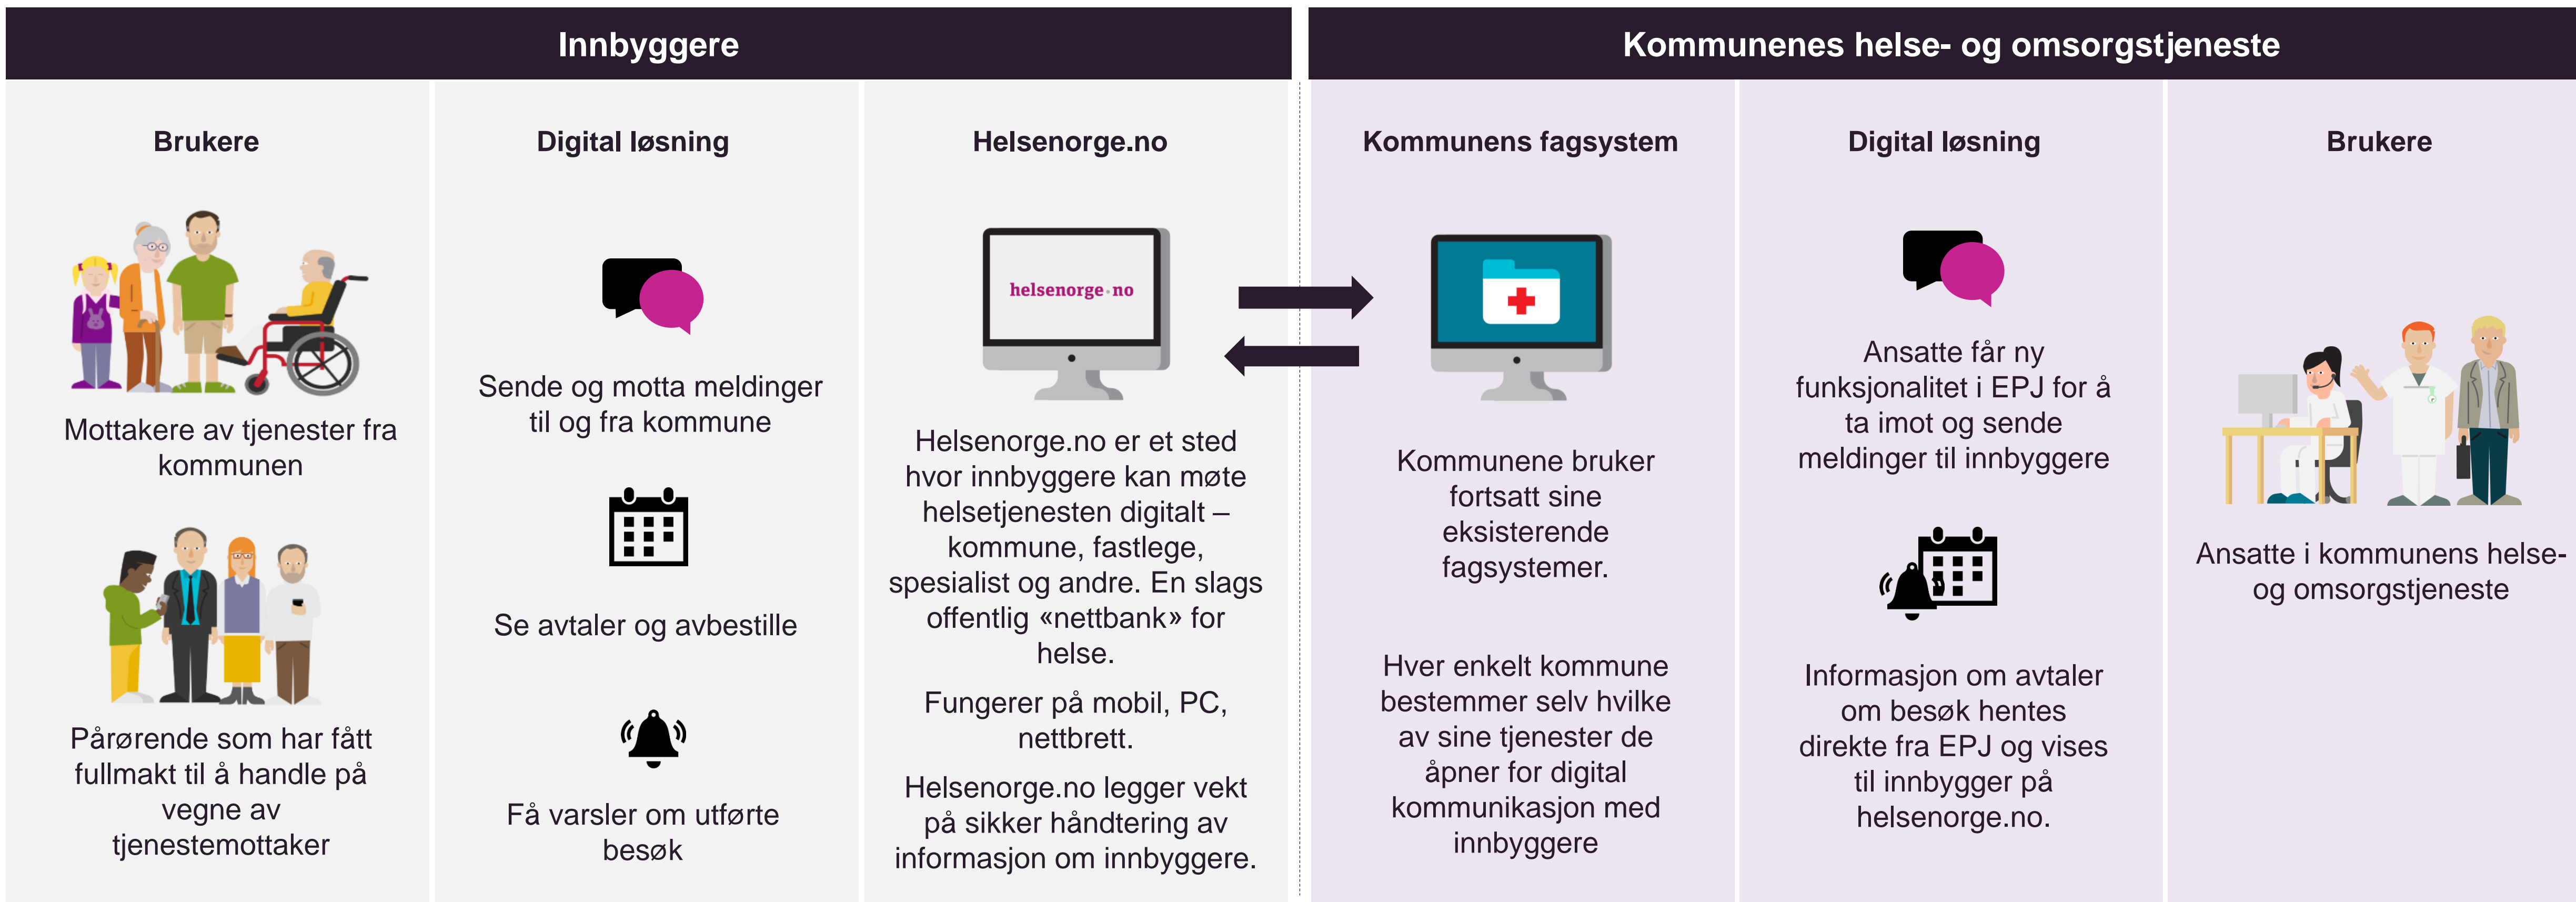 Innbyggere
Kommunenes helse- og omsorgstjeneste
Brukere
Mottakere av tjenester fra
kommunen
Pårørende som har fått
fullmakt til å handle på
vegne av
tjenestemottaker
Digital løsning
Sende og motta meldinger
til og fra kommune
Se avtaler og avbestille
Få varsler om utførte
besøk
Helsenorge.no
helsenorge.no
Helsenorge.no er et sted
hvor innbyggere kan møte
helsetjenesten digitalt –
kommune, fastlege,
spesialist og andre. En slags
offentlig «nettbank» for
helse.
Fungerer på mobil, PC,
nettbrett.
Helsenorge.no legger vekt
på sikker håndtering av
informasjon om innbyggere.
Kommunens fagsystem
Kommunene bruker
fortsatt sine
eksisterende
fagsystemer.
Hver enkelt kommune
bestemmer selv hvilke
av sine tjenester de
åpner for digital
kommunikasjon med
innbyggere
Digital løsning
Ansatte får ny
funksjonalitet i EPJ for å
ta imot og sende
meldinger til innbyggere
Informasjon om avtaler
om besøk hentes
direkte fra EPJ og vises
til innbygger på
helsenorge.no.
Brukere
Ansatte i kommunens helse-
og omsorgstjeneste